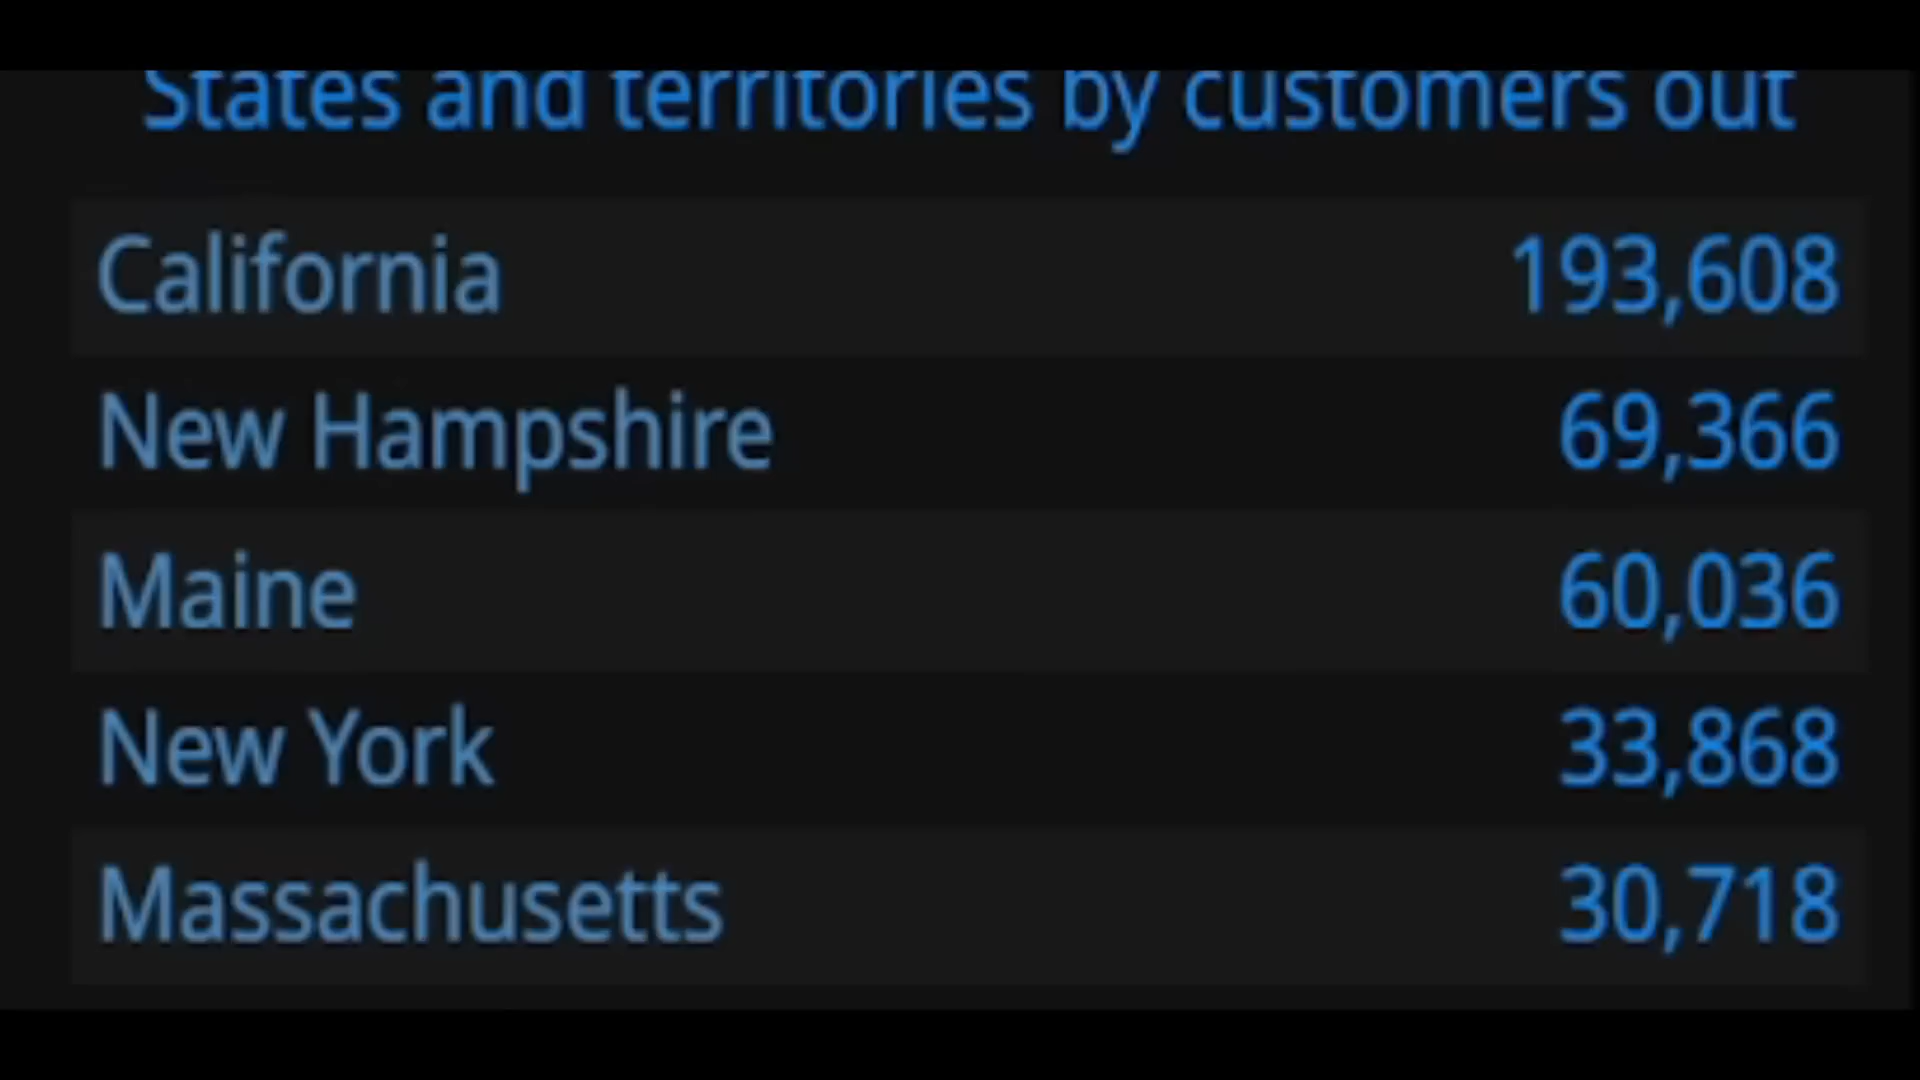 States and territories by customers out
California 193,608
New Hampshire 69,366
Maine 60,036
New York 33,868
Massachusetts 30,718